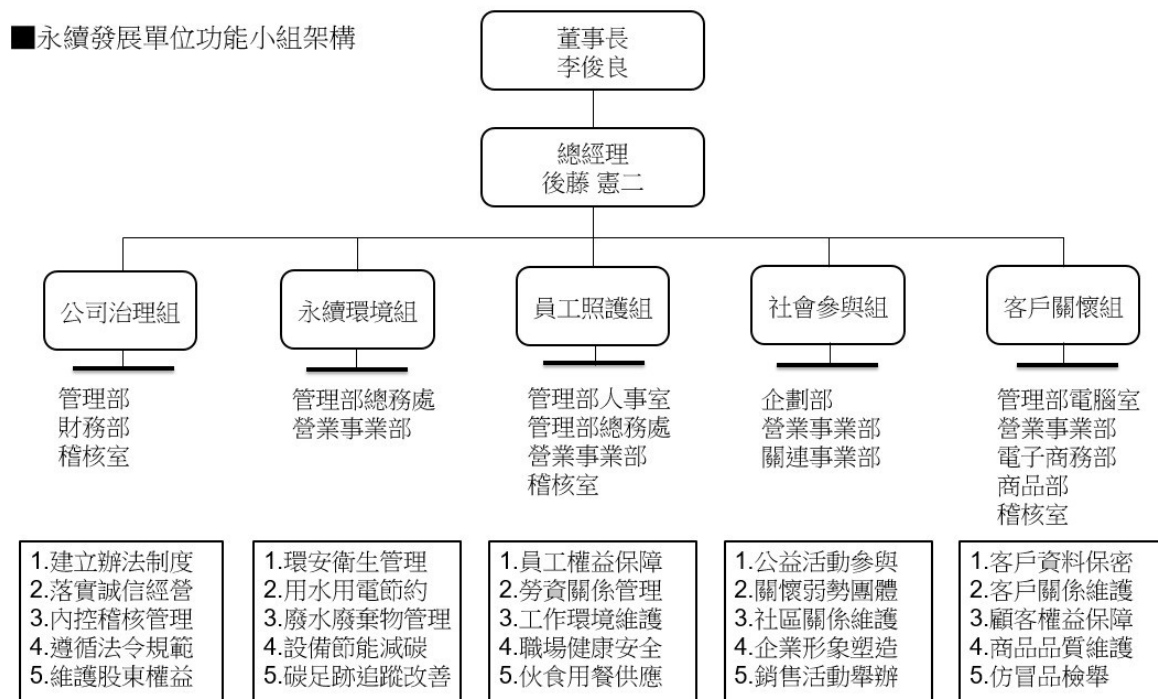 ■永續發展單位功能小組架構
董事長
李俊良
總經理
後藤 憲二
公司治理組
永續環境組
員工照護組
社會參與組
客戶關懷組
管理部
財務部
稽核室
管理部總務處
營業事業部
管理部人事室
管理部總務處
營業事業部
稽核室
企劃部
營業事業部
關連事業部
管理部電腦室
營業事業部
電子商務部
商品部
稽核室
1.建立辦法制度
2.落實誠信經營
3.內控稽核管理
4.遵循法令規範
5.維護股東權益
1.環安衛生管理
2.用水用電節約
3.廢水廢棄物管理
4.設備節能減碳
5.碳足跡追蹤改善
1.員工權益保障
2.勞資關係管理
3.工作環境維護
4.職場健康安全
5.伙食用餐供應
1.公益活動參與
2.關懷弱勢團體
3.社區關係維護
4.企業形象塑造
5.銷售活動舉辦
1.客戶資料保密
2.客戶關係維護
3.顧客權益保障
4.商品品質維護
5.仿冒品檢舉